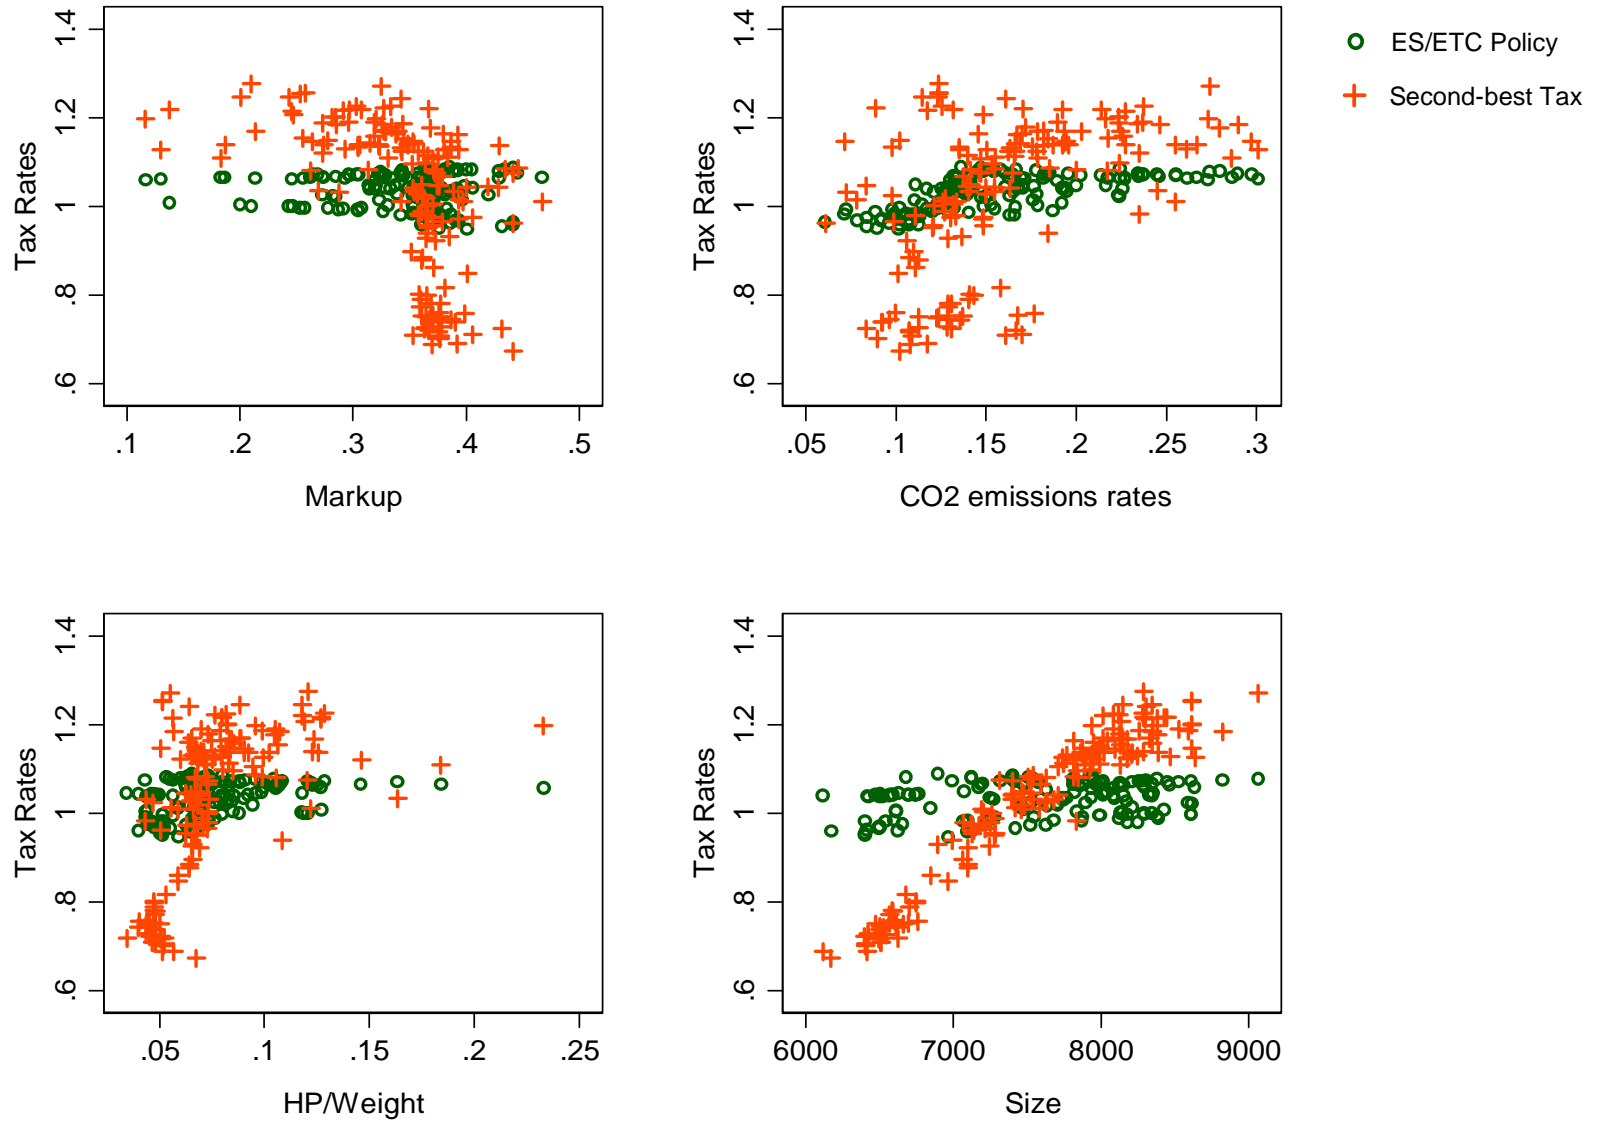 1.4
1.2
1
.8
.6
Tax Rates
.1 .2 .3 .4 .5
Markup
1.4
1.2
1
.8
.6
Tax Rates
.05 .1 .15 .2 .25 .3
CO2 emissions rates
ES/ETC Policy
Second-best Tax
1.4
1.2
1
.8
.6
Tax Rates
.05 .1 .15 .2 .25
HP/Weight
1.4
1.2
1
.8
.6
Tax Rates
6000 7000 8000 9000
Size